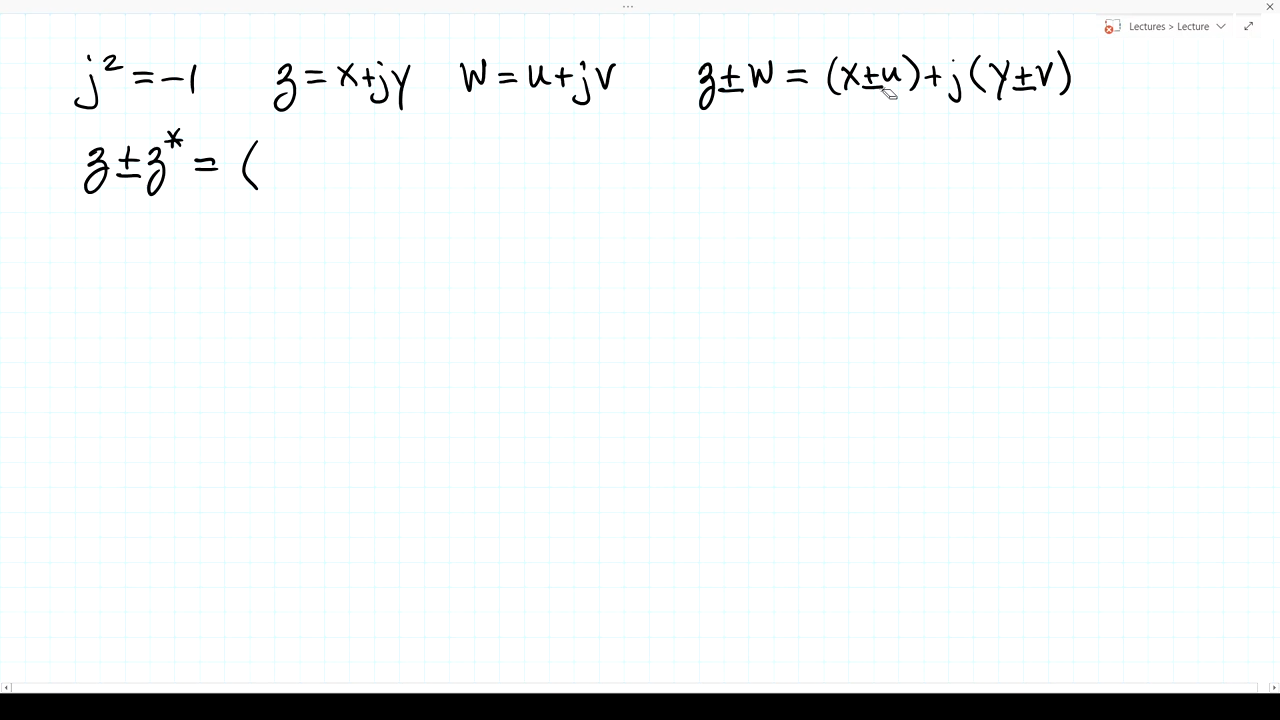 Lectures > Lecture
j² = -1 z = x+jy w = u+jv z±w = (x±u)+j(y±v)
z±z* = (